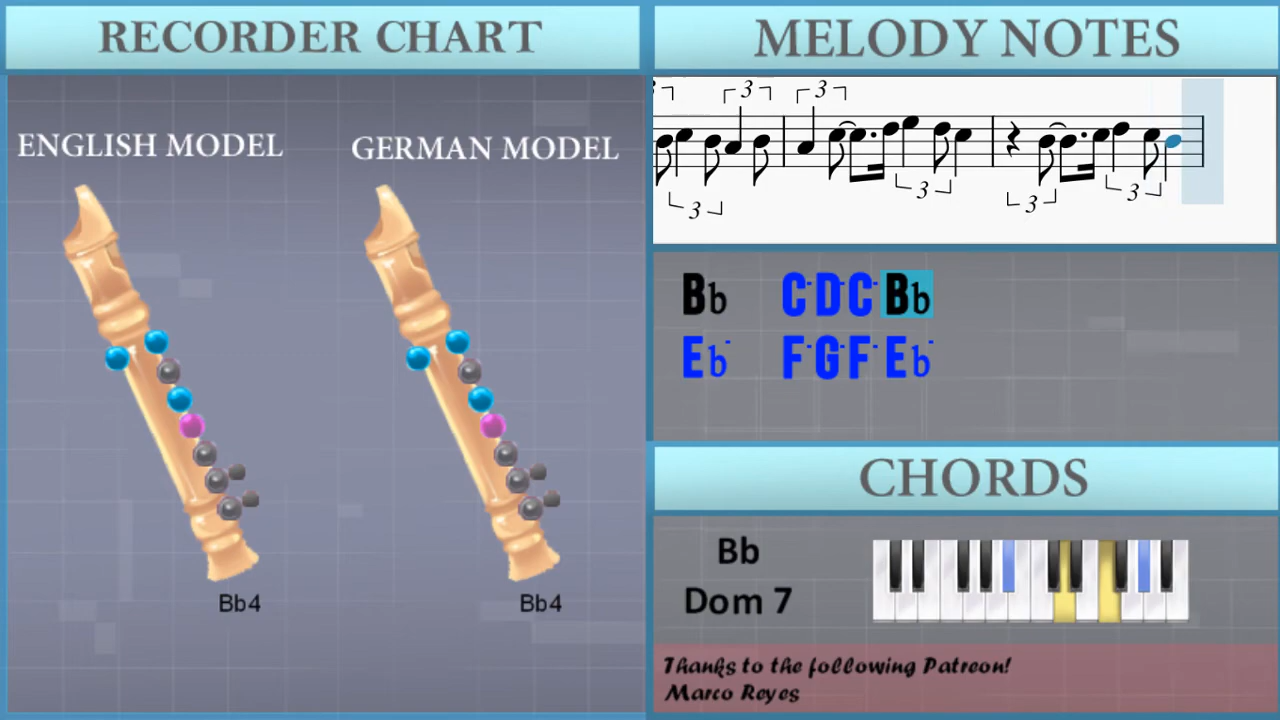 RECORDER CHART
ENGLISH MODEL
GERMAN MODEL
Bb4
Bb4
MELODY NOTES
3 3 3
3 3 3 3
Bb C· D· C· Bb
Eb· F· G· F· Eb·
CHORDS
Bb
Dom 7
Thanks to the following Patreon!
Marco Reyes